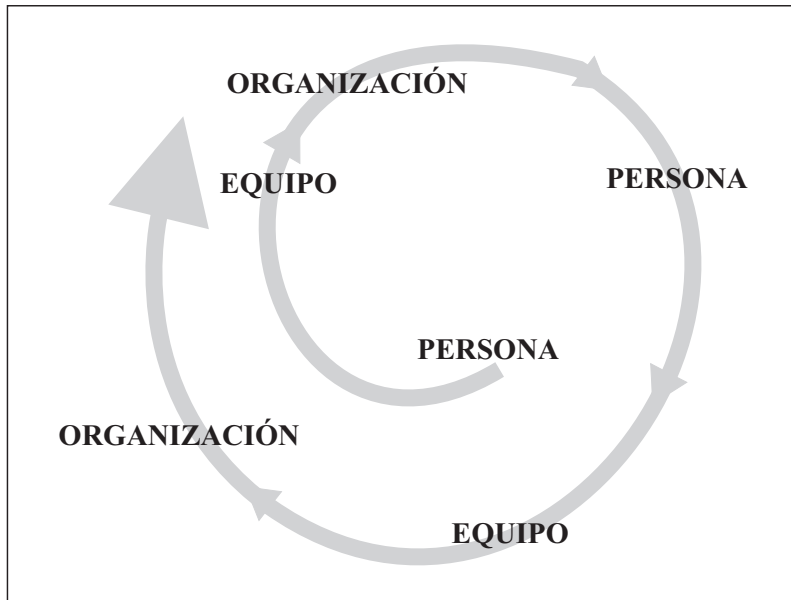 ORGANIZACIÓN
EQUIPO
PERSONA
PERSONA
ORGANIZACIÓN
EQUIPO